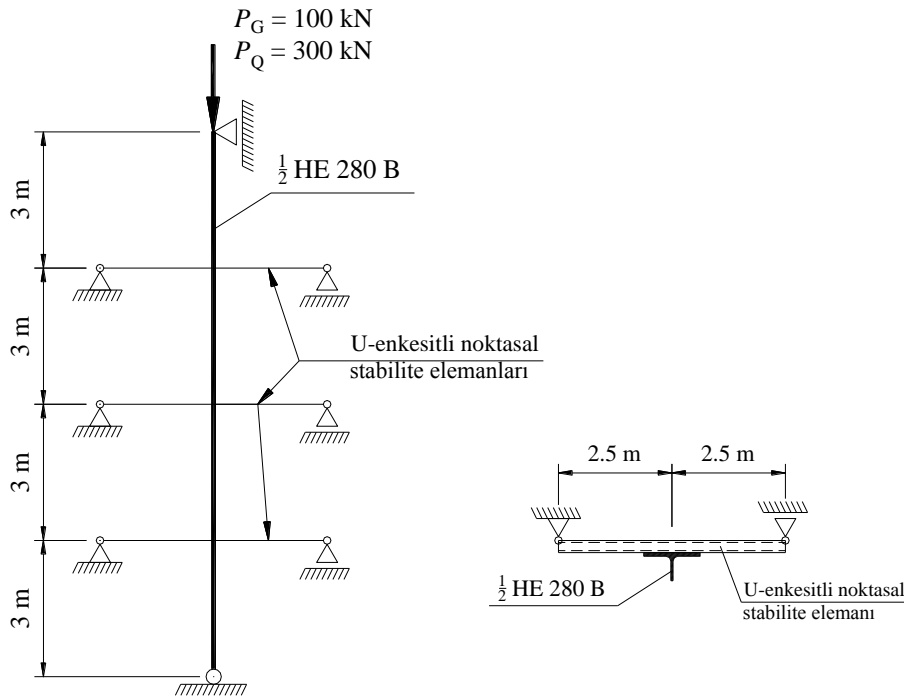 P_G = 100 kN
P_Q = 300 kN
½ HE 280 B
3 m
3 m
3 m
3 m
U-enkesitli noktasal
stabilite elemanları
2.5 m
2.5 m
½ HE 280 B
U-enkesitli noktasal
stabilite elemanı